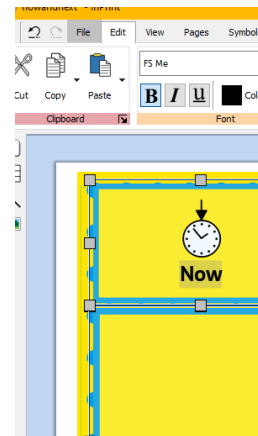 nowandnext - InPrint
File Edit View Pages Symbol
FS Me
Cut Copy Paste B I u Col
Clipboard Font
Now